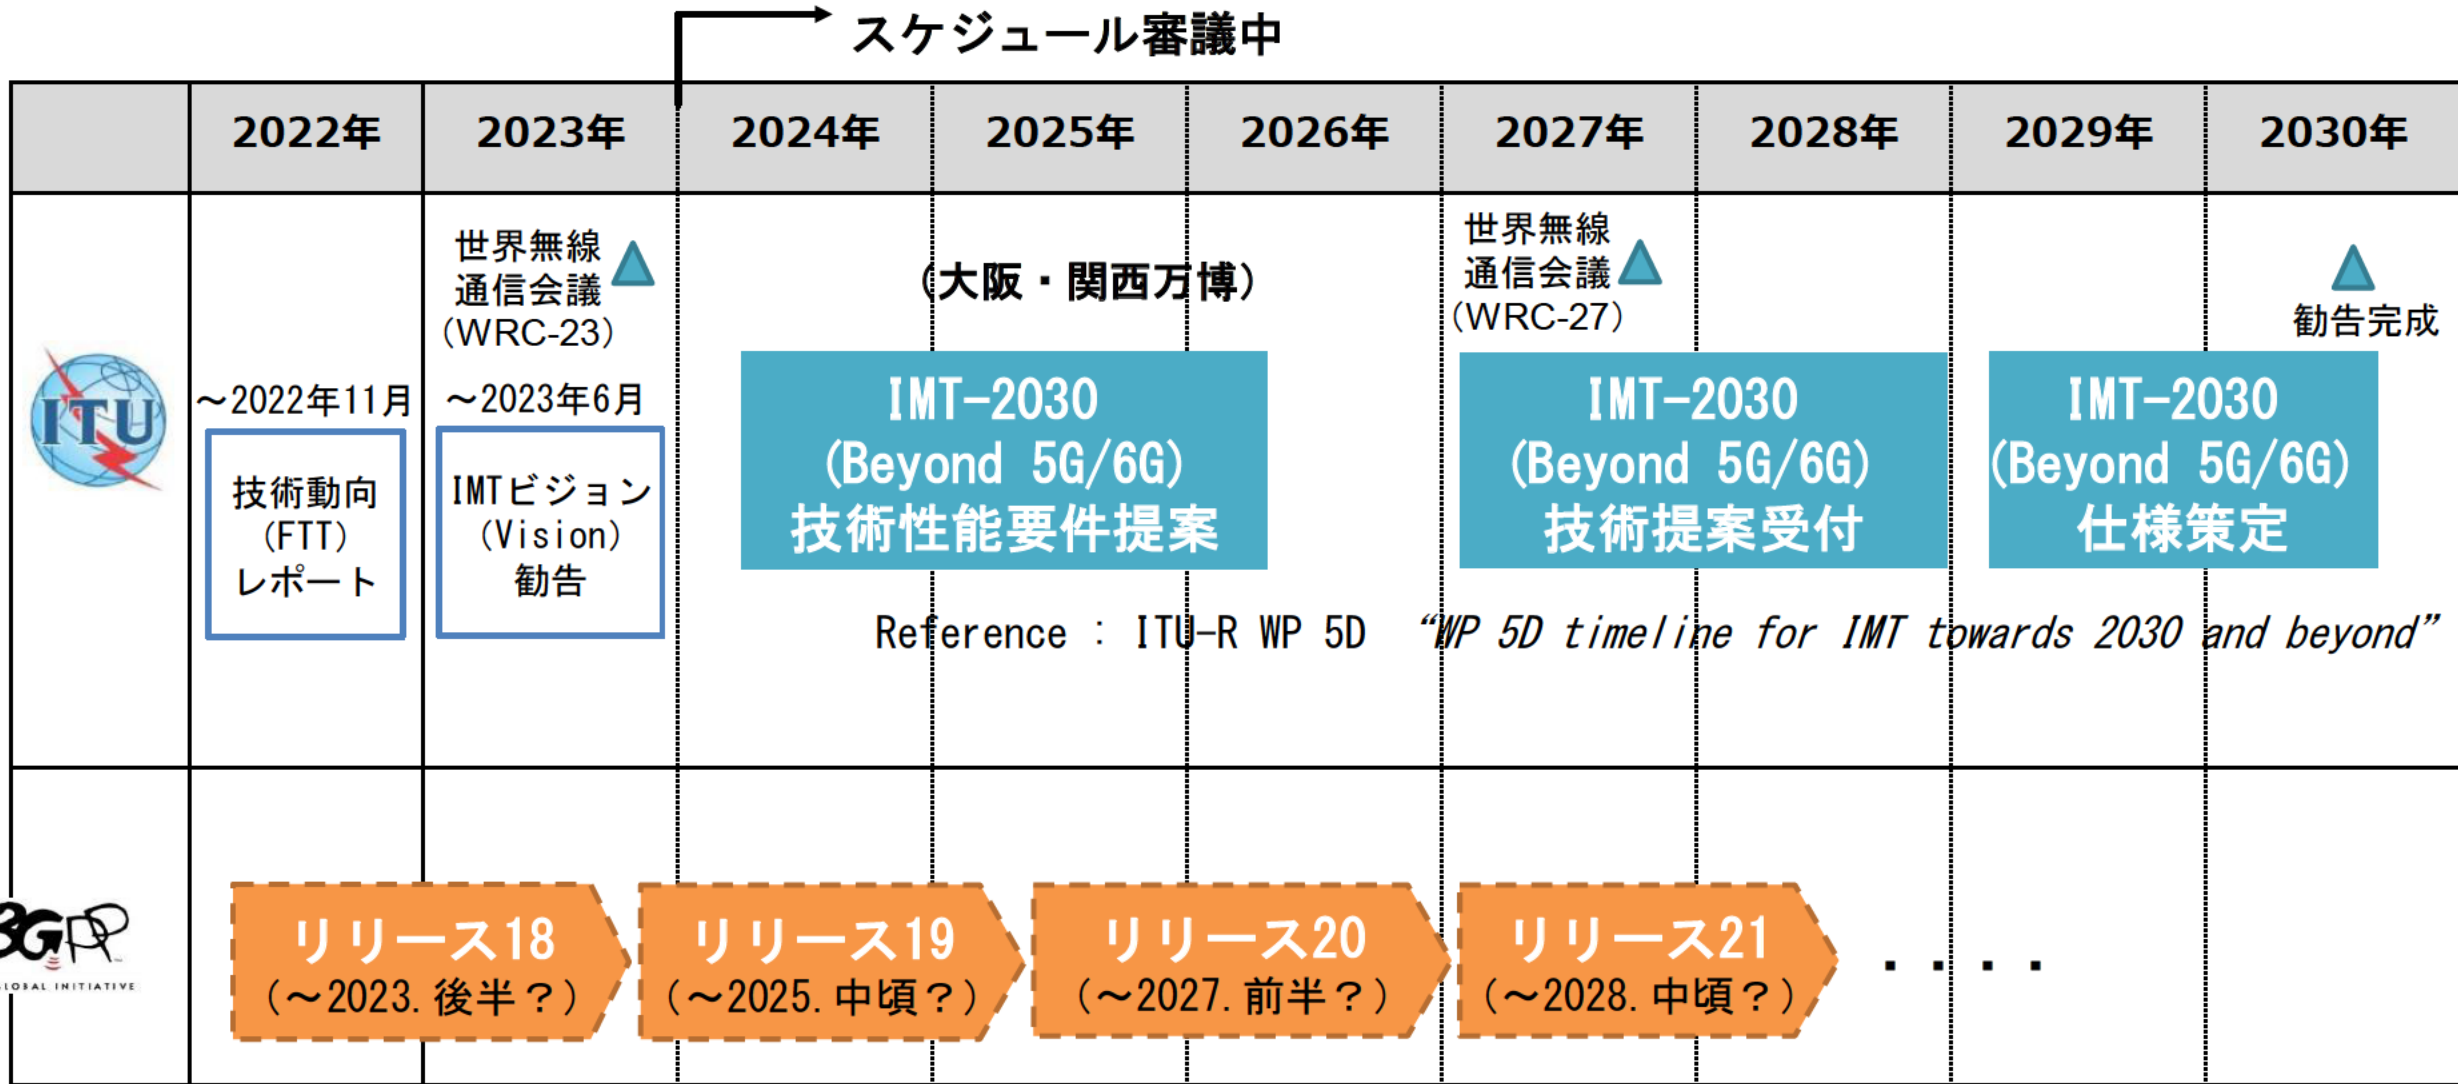 スケジュール審議中
2022年 2023年 2024年 2025年 2026年 2027年 2028年 2029年 2030年
ITU
～2022年11月
技術動向
(FTT)
レポート
世界無線
通信会議
(WRC-23)
～2023年6月
IMTビジョン
(Vision)
勧告
(大阪・関西万博)
IMT-2030
(Beyond 5G/6G)
技術性能要件提案
世界無線
通信会議
(WRC-27)
IMT-2030
(Beyond 5G/6G)
技術提案受付
勧告完成
IMT-2030
(Beyond 5G/6G)
仕様策定
Reference : ITU-R WP 5D “WP 5D timeline for IMT towards 2030 and beyond”
3GPP
GLOBAL INITIATIVE
リリース18
(～2023.後半？)
リリース19
(～2025.中頃？)
リリース20
(～2027.前半？)
リリース21
(～2028.中頃？)
・・・・